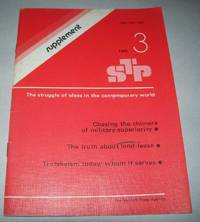 supplement
3
STP
The struggle of ideas in the contemporary world
Chasing the chimera
of military superiority •
The truth about lend-lease •
Trotskyism today: whom it serves •